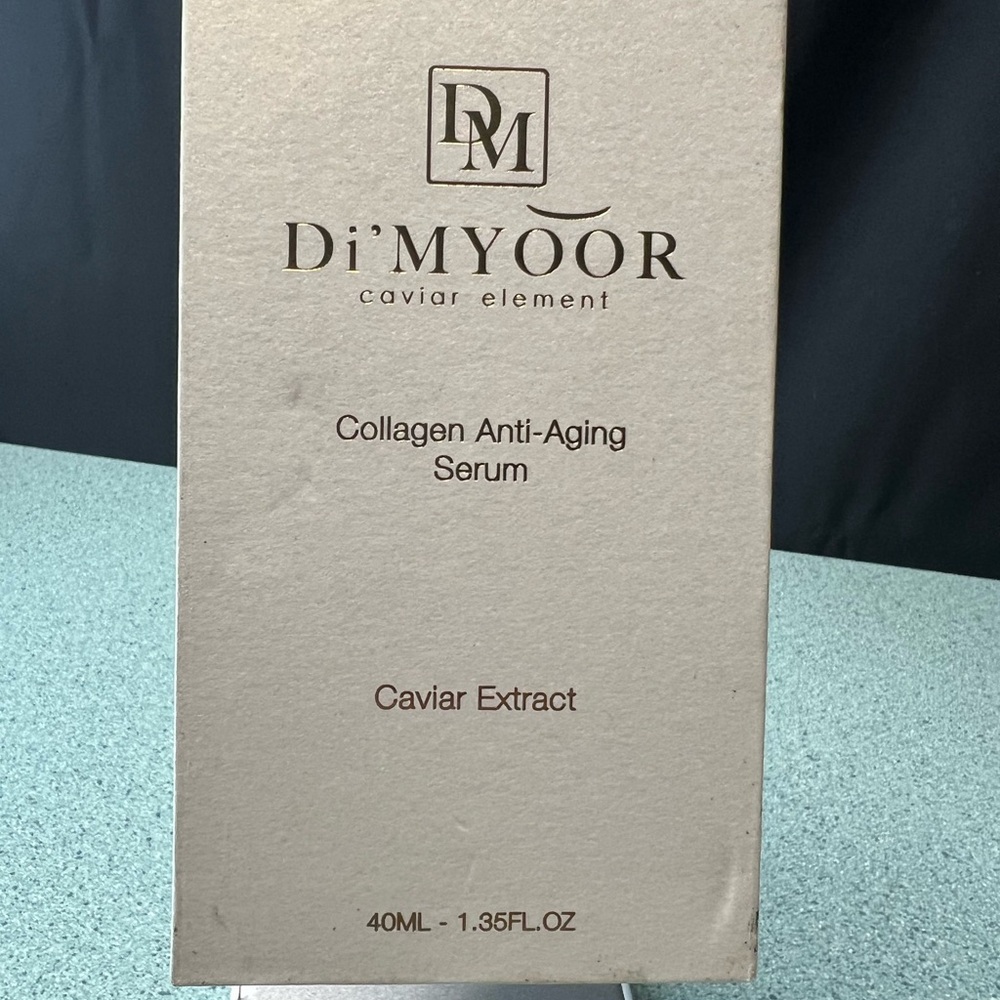 DM
Di'MYOOR
caviar element
Collagen Anti-Aging
Serum
Caviar Extract
40ML - 1.35FL.OZ